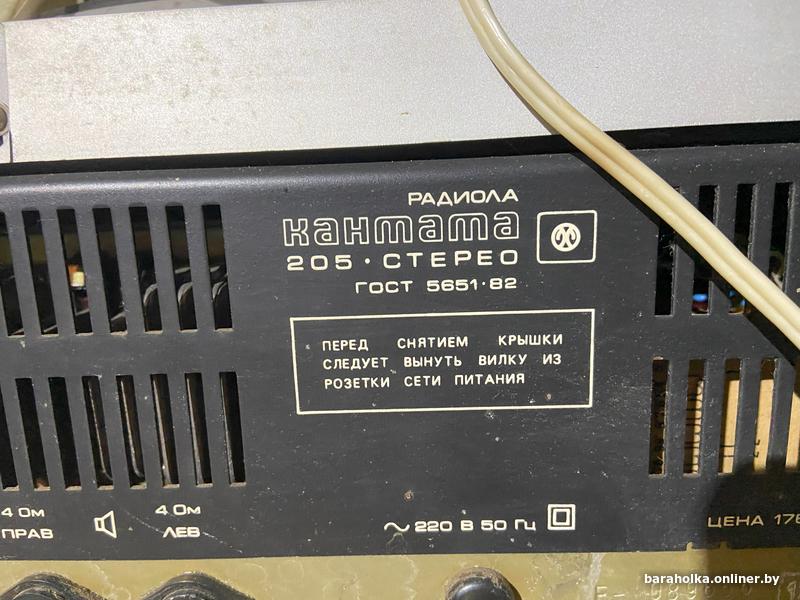 РАДИОЛА
кантата
205 · СТЕРЕО
ГОСТ 5651·82
ПЕРЕД СНЯТИЕМ КРЫШКИ
СЛЕДУЕТ ВЫНУТЬ ВИЛКУ ИЗ
РОЗЕТКИ СЕТИ ПИТАНИЯ
4 Ом
ПРАВ
4 Ом
ЛЕВ
~ 220 В 50 Гц
ЦЕНА
baraholka.onliner.by